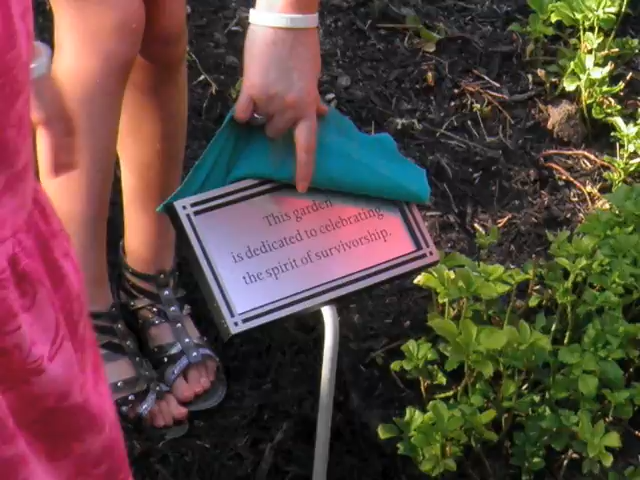 This garden
is dedicated to celebrating
the spirit of survivorship.